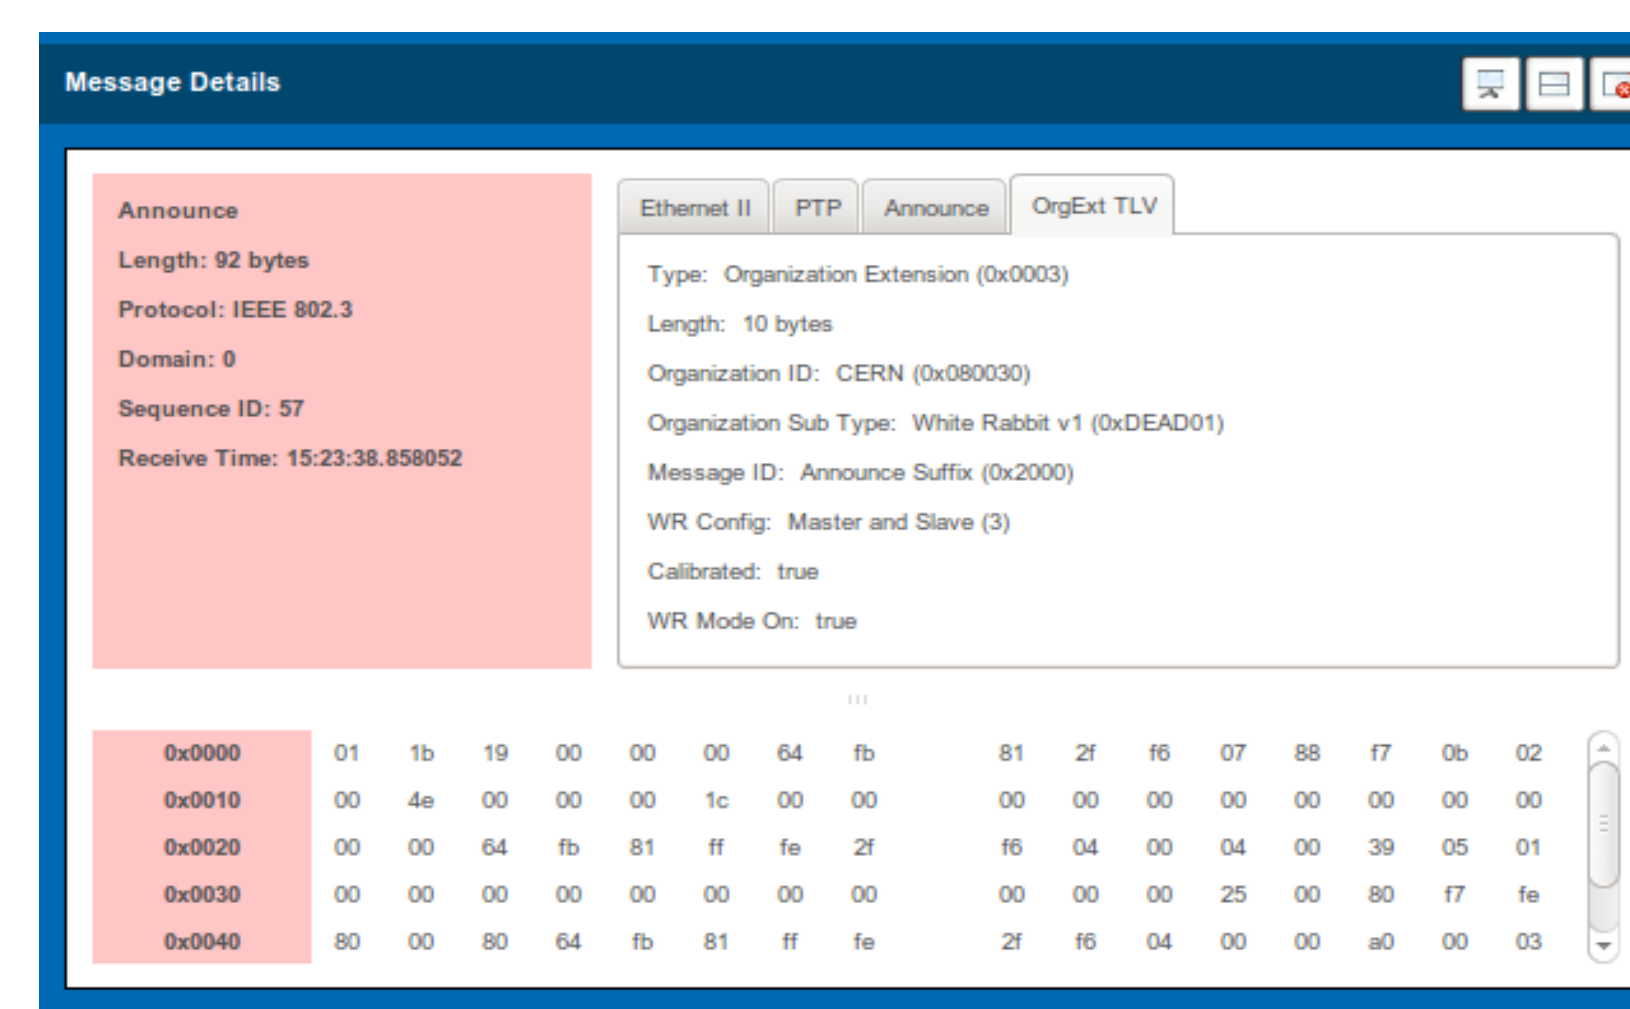 Message Details
Announce
Length: 92 bytes
Protocol: IEEE 802.3
Domain: 0
Sequence ID: 57
Receive Time: 15:23:38.858052
Ethernet II PTP Announce OrgExt TLV
Type: Organization Extension (0x0003)
Length: 10 bytes
Organization ID: CERN (0x080030)
Organization Sub Type: White Rabbit v1 (0xDEAD01)
Message ID: Announce Suffix (0x2000)
WR Config: Master and Slave (3)
Calibrated: true
WR Mode On: true
0x0000 01 1b 19 00 00 00 64 fb 81 2f f6 07 88 f7 0b 02
0x0010 00 4e 00 00 00 1c 00 00 00 00 00 00 00 00 00 00
0x0020 00 00 64 fb 81 ff fe 2f f6 04 00 04 00 39 05 01
0x0030 00 00 00 00 00 00 00 00 00 00 00 25 00 80 f7 fe
0x0040 80 00 80 64 fb 81 ff fe 2f f6 04 00 00 a0 00 03